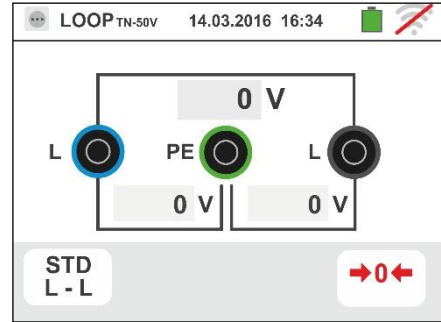 LOOP TN-50V 14.03.2016 16:34
0 V
L PE L
0 V 0 V
STD
L - L
➔0←